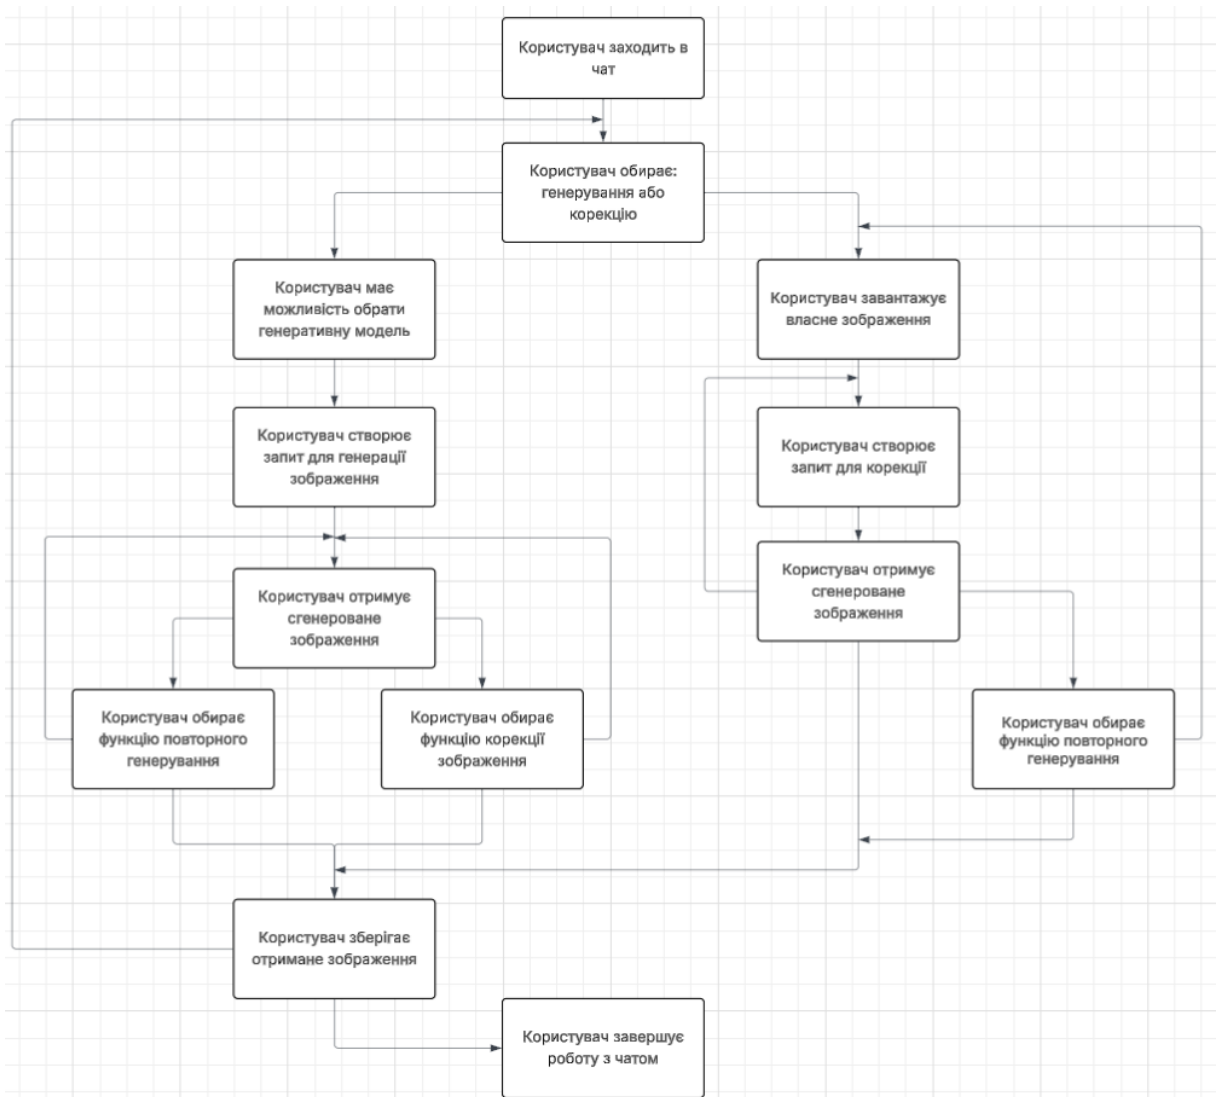 Користувач заходить в
чат
Користувач обирає:
генерування або
корекцію
Користувач має
можливість обрати
генеративну модель
Користувач завантажує
власне зображення
Користувач створює
запит для генерації
зображення
Користувач створює
запит для корекції
Користувач отримує
сгенероване
зображення
Користувач отримує
сгенероване
зображення
Користувач обирає
функцію повторного
генерування
Користувач обирає
функцію корекції
зображення
Користувач обирає
функцію повторного
генерування
Користувач зберігає
отримане зображення
Користувач завершує
роботу з чатом